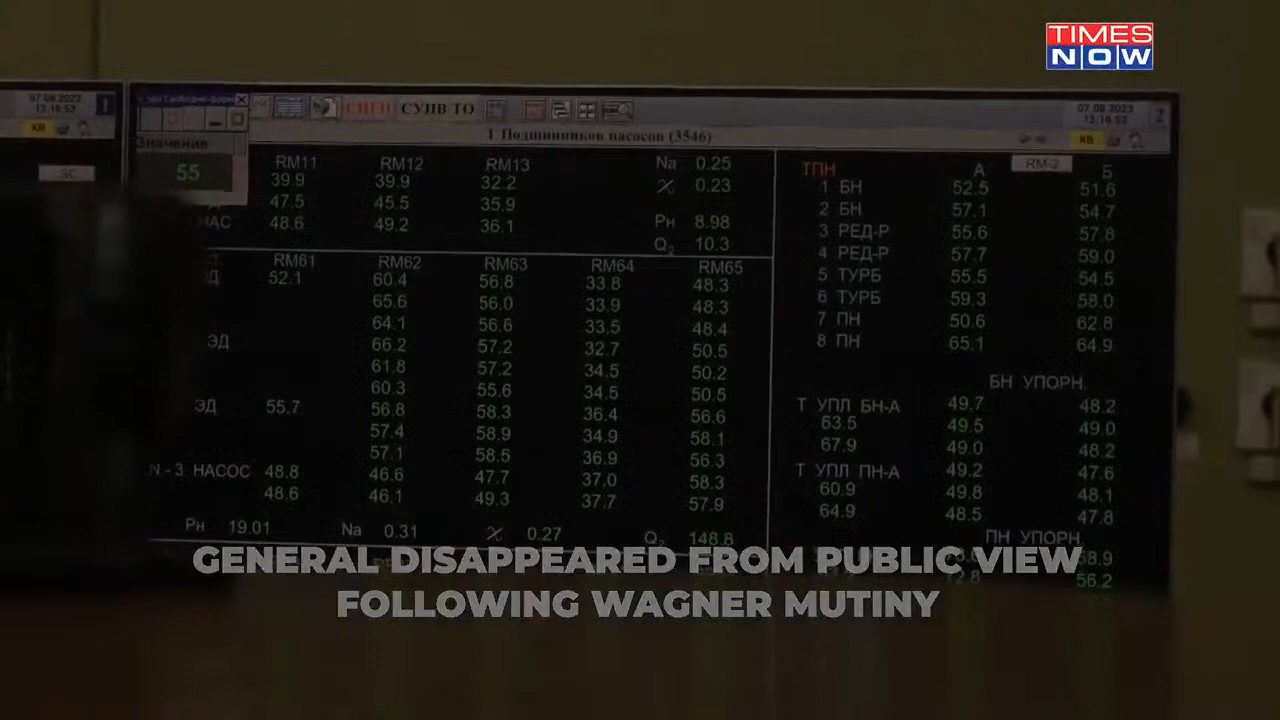 TIMES
NOW
07.08.2023
13:18:52
1
КВ
SC
СУПВ-ТО
07.08.2023
13:18:52
2
КВ
Т Подшипников насосов (3546)
RM-2
Значение
55
RM11 RM12 RM13 Na 0.25
39.9 39.9 32.2 0.23
47.5 45.5 35.9
НАС 48.6 49.2 36.1 Рн 8.98
Q₂ 10.3
RM61 RM62 RM63 RM64 RM65
52.1 60.4 56.8 33.8 48.3
65.6 56.0 33.9 48.3
64.1 56.6 33.5 48.4
ЭД 66.2 57.2 32.7 50.5
61.8 57.2 34.5 50.2
60.3 55.6 34.5 50.5
ЭД 55.7 56.8 58.3 36.4 56.6
57.4 58.9 34.9 58.1
57.1 58.5 36.9 56.3
N - 3 НАСОС 48.8 46.6 47.7 37.0 58.3
48.6 46.1 49.3 37.7 57.9
Рн 19.01 Na 0.31 0.27 Q₂ 148.8
ТПН А Б
1 БН 52.5 51.6
2 БН 57.1 54.7
3 РЕД-Р 55.6 57.8
4 РЕД-Р 57.7 59.0
5 ТУРБ 55.5 54.5
6 ТУРБ 59.3 58.0
7 ПН 50.6 62.8
8 ПН 65.1 64.9
БН УПОРН.
Т УПЛ БН-А 49.7 48.2
63.5 49.5 49.0
67.9 49.0 48.2
Т УПЛ ПН-А 49.2 47.6
60.9 49.8 48.1
64.9 48.5 47.8
ПН УПОРН.
58.9
72.8 56.2
GENERAL DISAPPEARED FROM PUBLIC VIEW
FOLLOWING WAGNER MUTINY